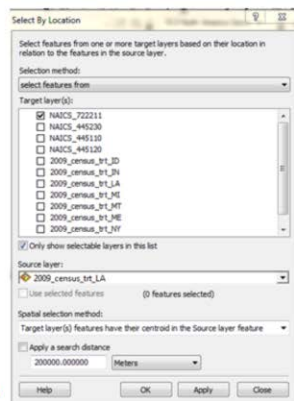 Select By Location
Select features from one or more target layers based on their location in
relation to the features in the source layer.
Selection method:
select features from
Target layer(s):
NAICS_722211
NAICS_445230
NAICS_445110
NAICS_445120
2009_census_trt_ID
2009_census_trt_IN
2009_census_trt_LA
2009_census_trt_MI
2009_census_trt_MT
2009_census_trt_ME
2009_census_trt_NY
Only show selectable layers in this list
Source layer:
2009_census_trt_LA
Use selected features (0 features selected)
Spatial selection method:
Target layer(s) features have their centroid in the Source layer feature
Apply a search distance
200000.000000 Meters
Help OK Apply Close